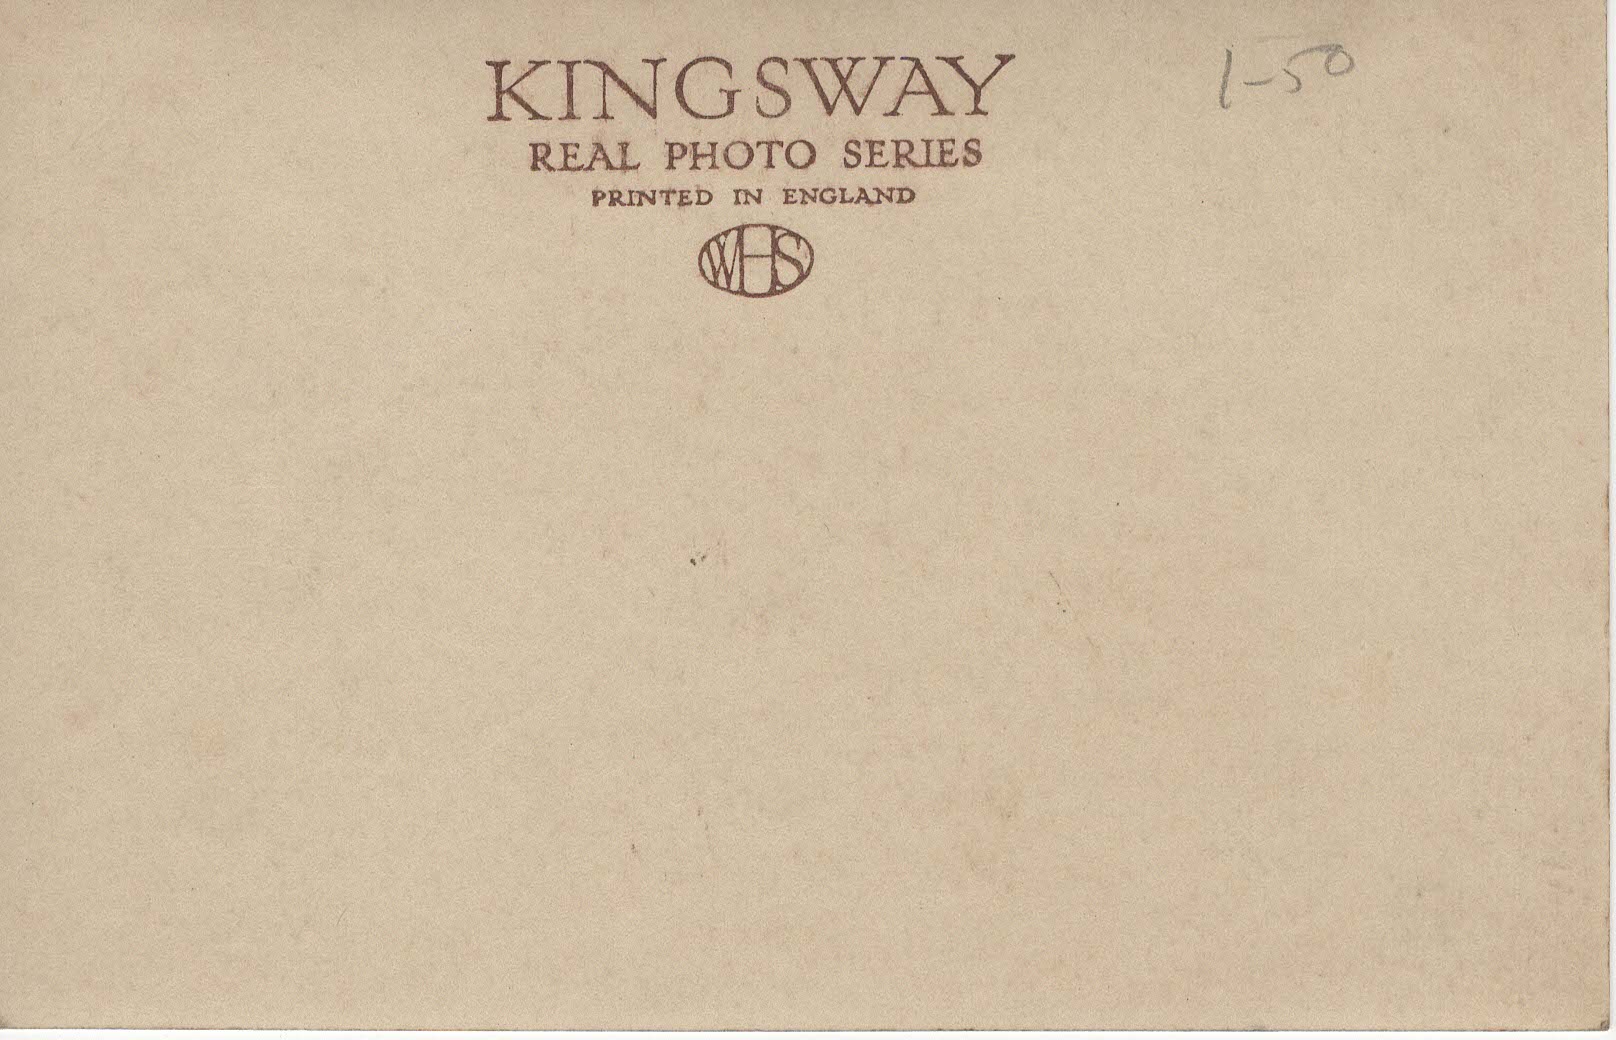 KINGSWAY
1-50
REAL PHOTO SERIES
PRINTED IN ENGLAND
WHS